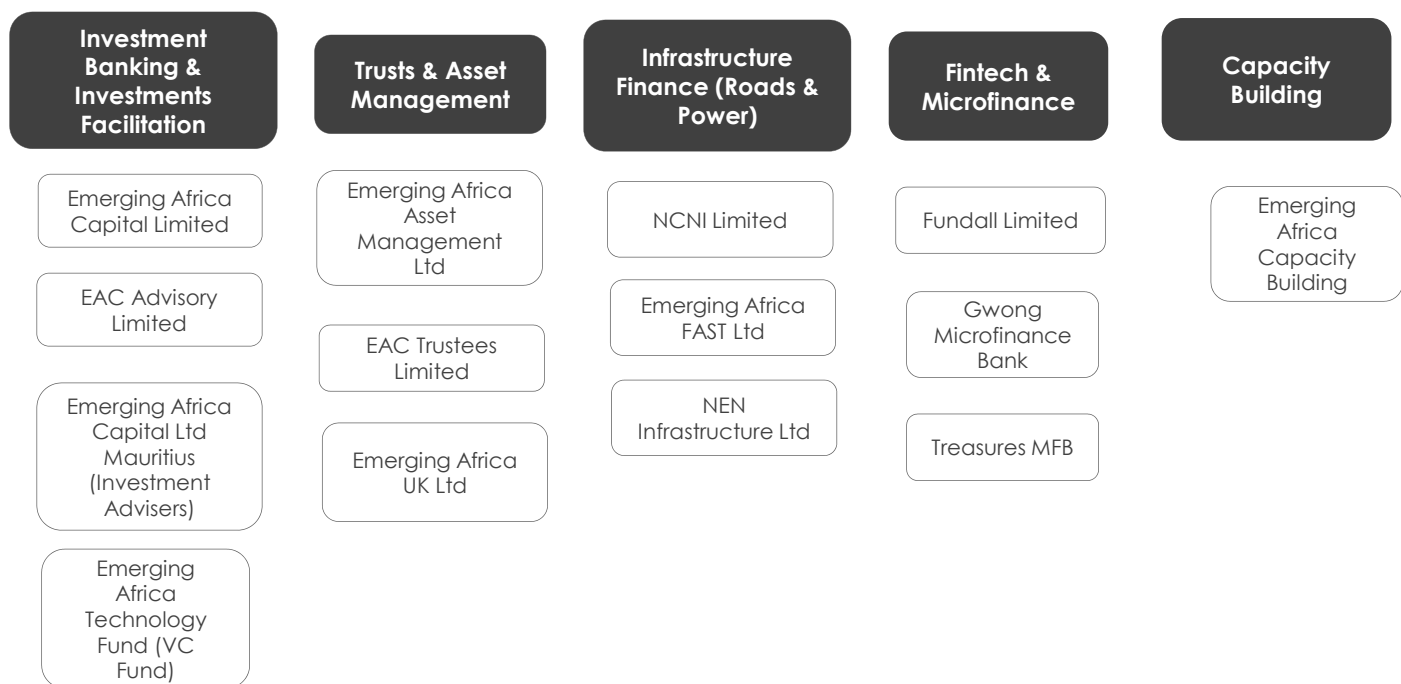 Investment
Banking &
Investments
Facilitation
Emerging Africa
Capital Limited
EAC Advisory
Limited
Emerging Africa
Capital Ltd
Mauritius
(Investment
Advisers)
Emerging
Africa
Technology
Fund (VC
Fund)
Trusts & Asset
Management
Emerging Africa
Asset
Management
Ltd
EAC Trustees
Limited
Emerging Africa
UK Ltd
Infrastructure
Finance (Roads &
Power)
NCNI Limited
Emerging Africa
FAST Ltd
NEN
Infrastructure Ltd
Fintech &
Microfinance
Fundall Limited
Gwong
Microfinance
Bank
Treasures MFB
Capacity
Building
Emerging
Africa
Capacity
Building